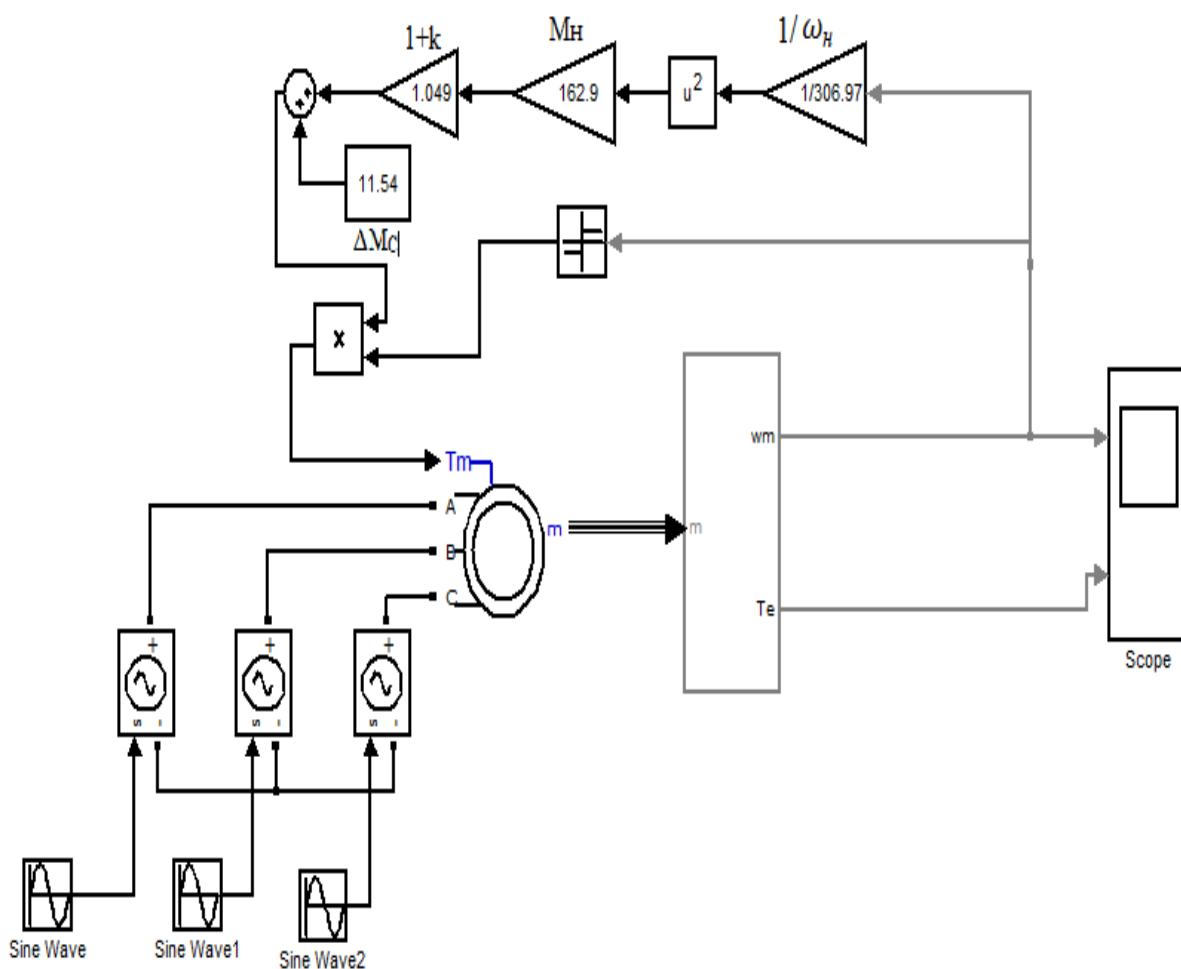 1+k
Mн
1/ωн
1.049
162.9
u²
1/306.97
11.54
ΔMс|
x
wm
Tm
A
m
m
B
C
Te
+
+
+
Scope
s -
s -
s -
Sine Wave
Sine Wave1
Sine Wave2